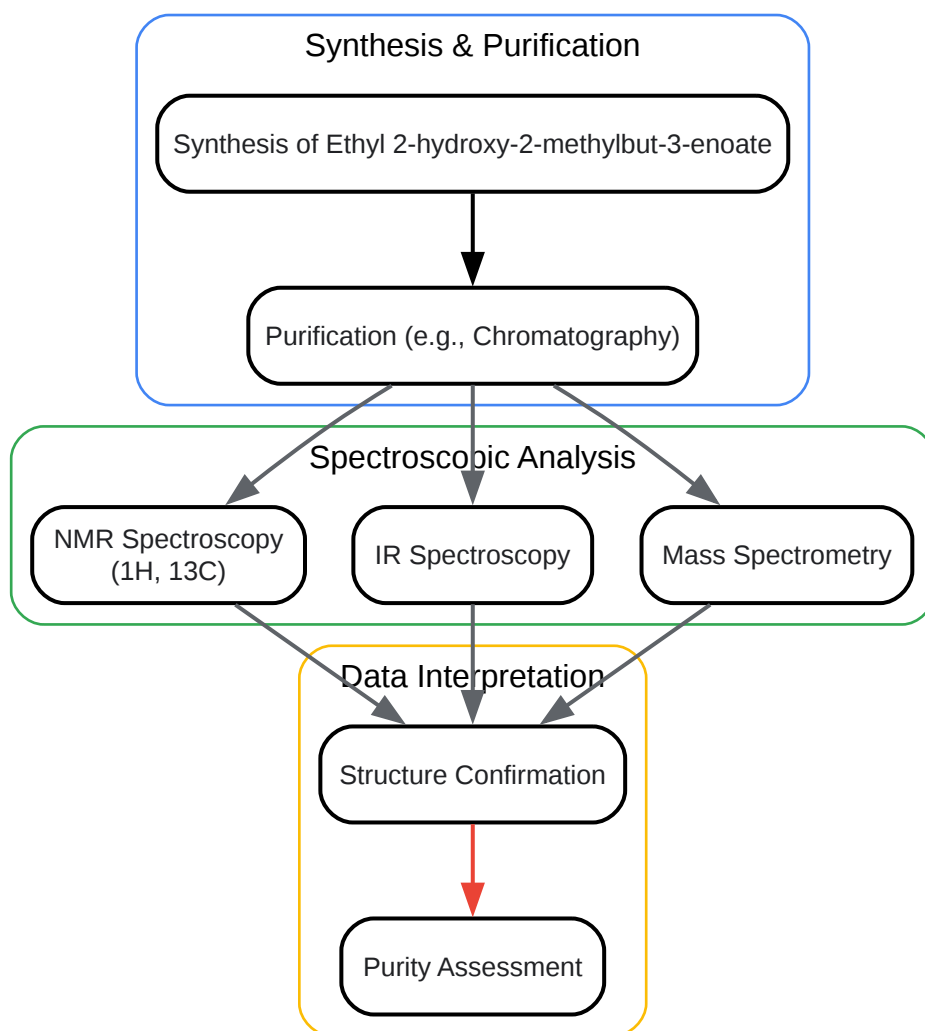 Synthesis & Purification
Synthesis of Ethyl 2-hydroxy-2-methylbut-3-enoate
Purification (e.g., Chromatography)
Spectroscopic Analysis
NMR Spectroscopy
(1H, 13C)
IR Spectroscopy
Mass Spectrometry
Data Interpretation
Structure Confirmation
Purity Assessment